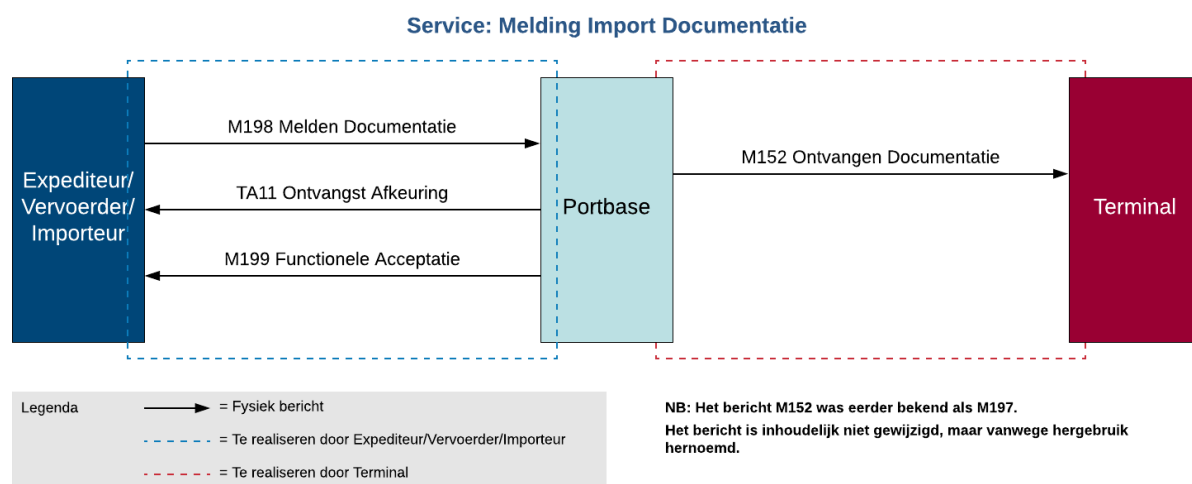 Service: Melding Import Documentatie
M198 Melden Documentatie
M152 Ontvangen Documentatie
Expediteur/
Vervoerder/
Importeur
TA11 Ontvangst Afkeuring
Portbase
Terminal
M199 Functionele Acceptatie
Legenda
= Fysiek bericht
= Te realiseren door Expediteur/Vervoerder/Importeur
= Te realiseren door Terminal
NB: Het bericht M152 was eerder bekend als M197.
Het bericht is inhoudelijk niet gewijzigd, maar vanwege hergebruik
hernoemd.